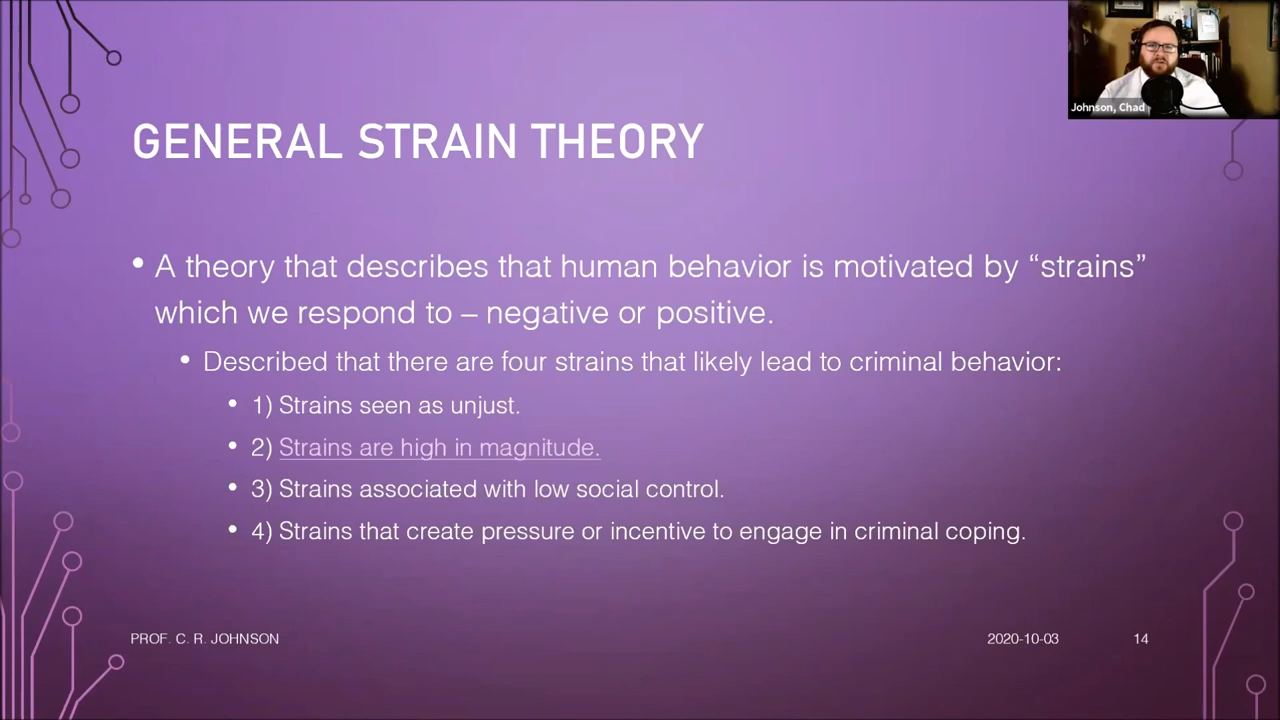 Johnson, Chad
GENERAL STRAIN THEORY
• A theory that describes that human behavior is motivated by “strains”
which we respond to – negative or positive.
• Described that there are four strains that likely lead to criminal behavior:
• 1) Strains seen as unjust.
• 2) Strains are high in magnitude.
• 3) Strains associated with low social control.
• 4) Strains that create pressure or incentive to engage in criminal coping.
PROF. C. R. JOHNSON
2020-10-03
14